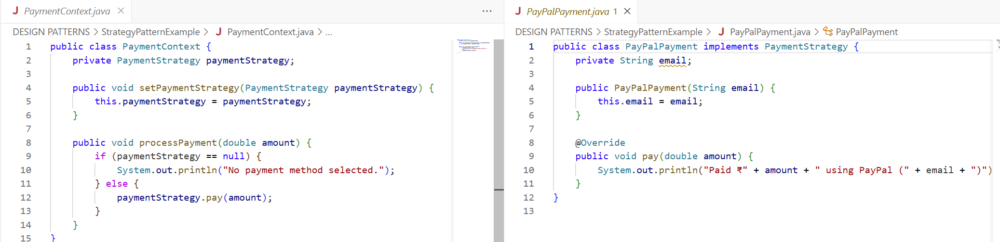 PaymentContext.java
DESIGN PATTERNS > StrategyPatternExample > J PaymentContext.java > ...
1 public class PaymentContext {
2 private PaymentStrategy paymentStrategy;
3
4 public void setPaymentStrategy(PaymentStrategy paymentStrategy) {
5 this.paymentStrategy = paymentStrategy;
6 }
7
8 public void processPayment(double amount) {
9 if (paymentStrategy == null) {
10 System.out.println("No payment method selected.");
11 } else {
12 paymentStrategy.pay(amount);
13 }
14 }
15 }
J PayPalPayment.java 1
DESIGN PATTERNS > StrategyPatternExample > J PayPalPayment.java > PayPalPayment
1 public class PayPalPayment implements PaymentStrategy {
2 private String email;
3
4 public PayPalPayment(String email) {
5 this.email = email;
6 }
7
8 @Override
9 public void pay(double amount) {
10 System.out.println("Paid ₹" + amount + " using PayPal (" + email + ")")
11 }
12 }
13